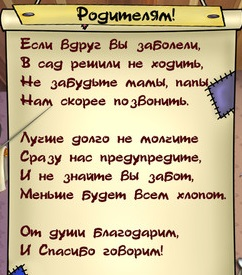 Родителям!
Если вдруг вы заболели,
В сад решили не ходить,
Не забудьте мамы, папы
Нам скорее позвонить.
Лучше долго не молчите
Сразу нас предупредите,
И не знайте вы забот,
Меньше будет всем хлопот.
От души благодарим,
И Спасибо говорим!